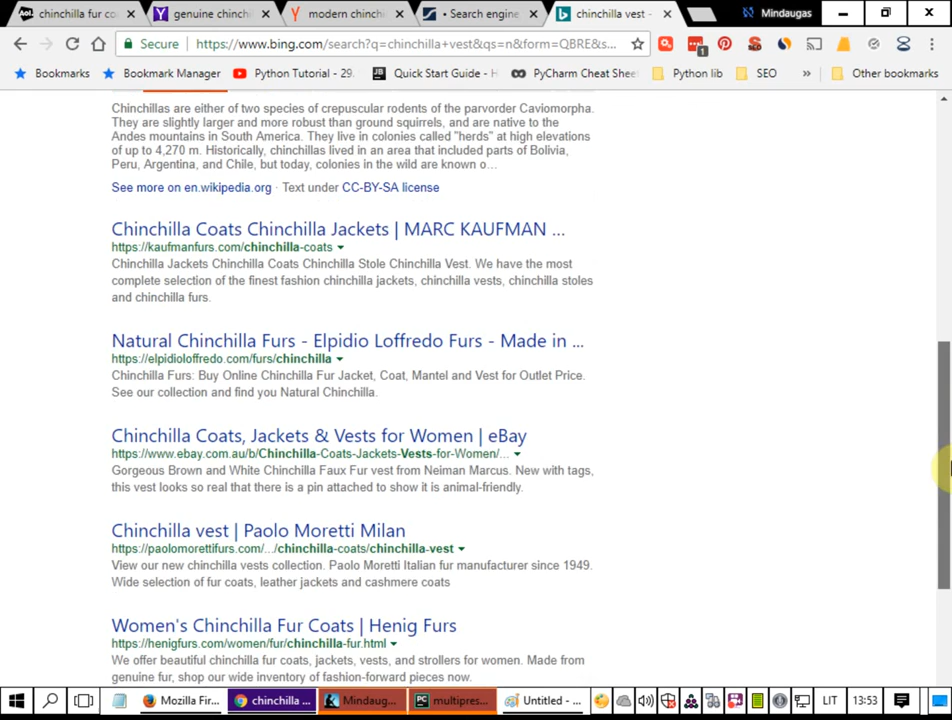 chinchilla fur co
genuine chinchi
modern chinchi
• Search engine
chinchilla vest -
Mindaugas
Secure https://www.bing.com/search?q=chinchilla+vest&qs=n&form=QBRE&s...
1
Bookmarks Bookmark Manager Python Tutorial - 29. Quick Start Guide - H PyCharm Cheat Shee Python lib SEO » Other bookmarks
Chinchillas are either of two species of crepuscular rodents of the parvorder Caviomorpha.
They are slightly larger and more robust than ground squirrels, and are native to the
Andes mountains in South America. They live in colonies called "herds" at high elevations
of up to 4,270 m. Historically, chinchillas lived in an area that included parts of Bolivia,
Peru, Argentina, and Chile, but today, colonies in the wild are known o…
See more on en.wikipedia.org · Text under CC-BY-SA license
Chinchilla Coats Chinchilla Jackets | MARC KAUFMAN ...
https://kaufmanfurs.com/chinchilla-coats
Chinchilla Jackets Chinchilla Coats Chinchilla Stole Chinchilla Vest. We have the most
complete selection of the finest fashion chinchilla jackets, chinchilla vests, chinchilla stoles
and chinchilla furs.
Natural Chinchilla Furs - Elpidio Loffredo Furs - Made in ...
https://elpidioloffredo.com/furs/chinchilla
Chinchilla Furs: Buy Online Chinchilla Fur Jacket, Coat, Mantel and Vest for Outlet Price.
See our collection and find you Natural Chinchilla.
Chinchilla Coats, Jackets & Vests for Women | eBay
https://www.ebay.com.au/b/Chinchilla-Coats-Jackets-Vests-for-Women/...
Gorgeous Brown and White Chinchilla Faux Fur vest from Neiman Marcus. New with tags,
this vest looks so real that there is a pin attached to show it is animal-friendly.
Chinchilla vest | Paolo Moretti Milan
https://paolomorettifurs.com/.../chinchilla-coats/chinchilla-vest
View our new chinchilla vests collection. Paolo Moretti Italian fur manufacturer since 1949.
Wide selection of fur coats, leather jackets and cashmere coats
Women's Chinchilla Fur Coats | Henig Furs
https://henigfurs.com/women/fur/chinchilla-fur.html
We offer beautiful chinchilla fur coats, jackets, vests, and strollers for women. Made from
genuine fur, shop our wide inventory of fashion-forward pieces now.
Mozilla Fir... chinchilla ... Mindaug... multipres... Untitled - ... LIT 13:53